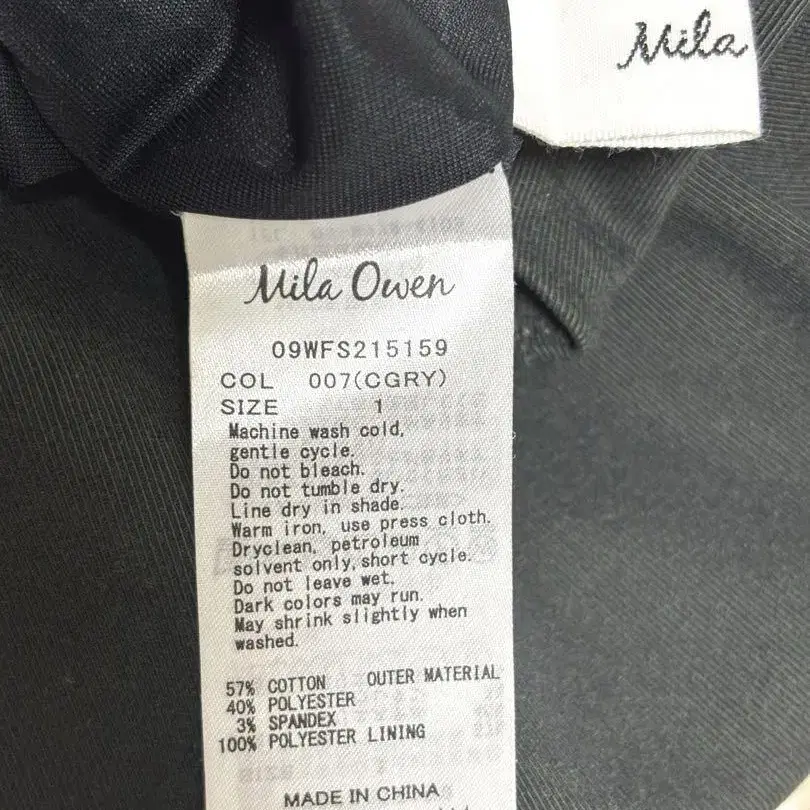 Mila
Mila Owen
09WFS215159
COL 007(CGRY)
SIZE 1
Machine wash cold,
gentle cycle.
Do not bleach.
Do not tumble dry.
Line dry in shade.
Warm iron, use press cloth.
Dryclean, petroleum
solvent only,short cycle.
Do not leave wet.
Dark colors may run.
May shrink slightly when
washed.
57% COTTON OUTER MATERIAL
40% POLYESTER
3% SPANDEX
100% POLYESTER LINING
MADE IN CHINA